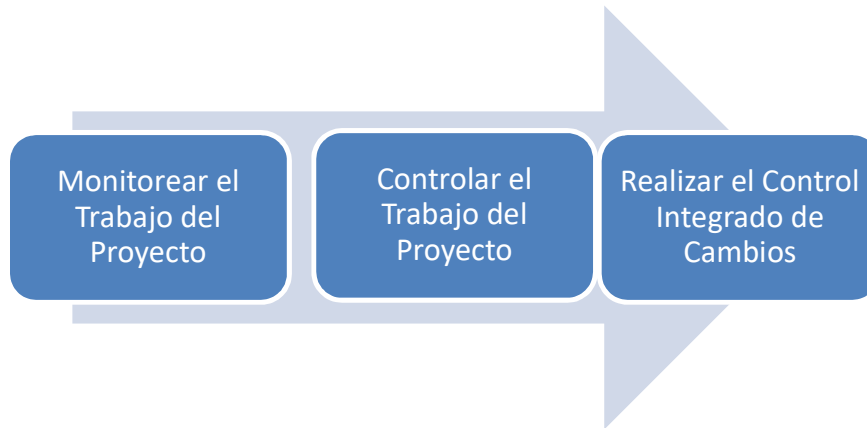 Monitorear el
Trabajo del
Proyecto
Controlar el
Trabajo del
Proyecto
Realizar el Control
Integrado de
Cambios